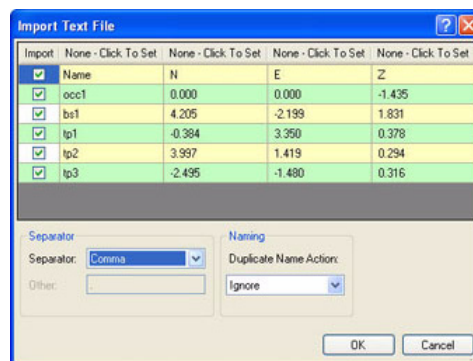 Import Text File
Import None - Click To Set None - Click To Set None - Click To Set None - Click To Set
Name N E Z
occ1 0.000 0.000 -1.435
bs1 4.205 -2.199 1.831
tp1 -0.384 3.350 0.378
tp2 3.997 1.419 0.294
tp3 -2.495 -1.480 0.316
Separator
Separator: Comma
Other: .
Naming
Duplicate Name Action:
Ignore
OK Cancel